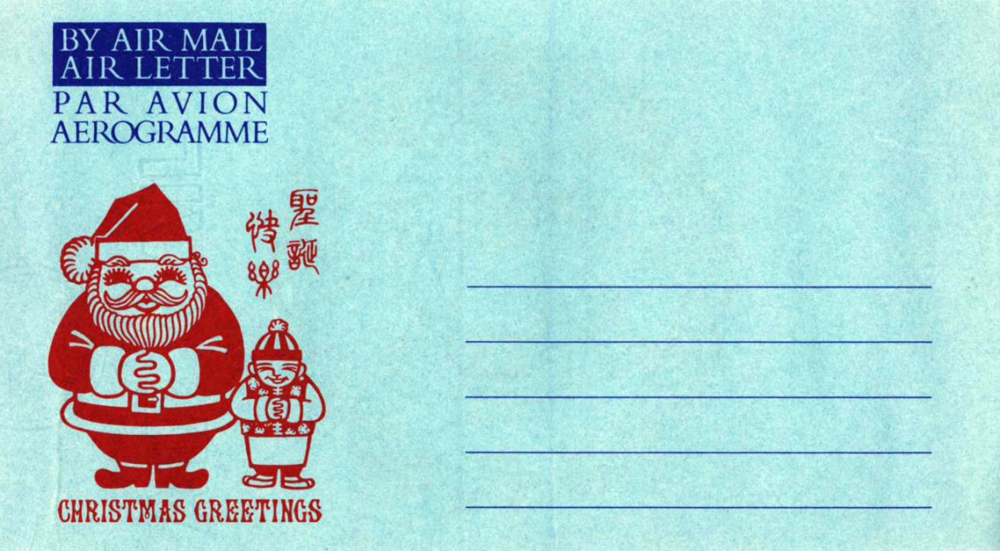 BY AIR MAIL
AIR LETTER
PAR AVION
AEROGRAMME
聖誕
快樂
CHRISTMAS GREETINGS